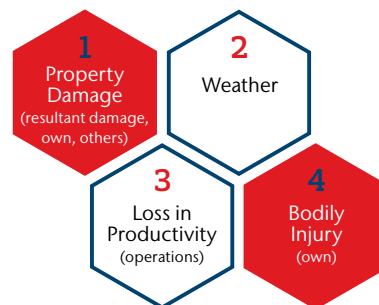 1
Property
Damage
(resultant damage,
own, others)
2
Weather
3
Loss in
Productivity
(operations)
4
Bodily
Injury
(own)